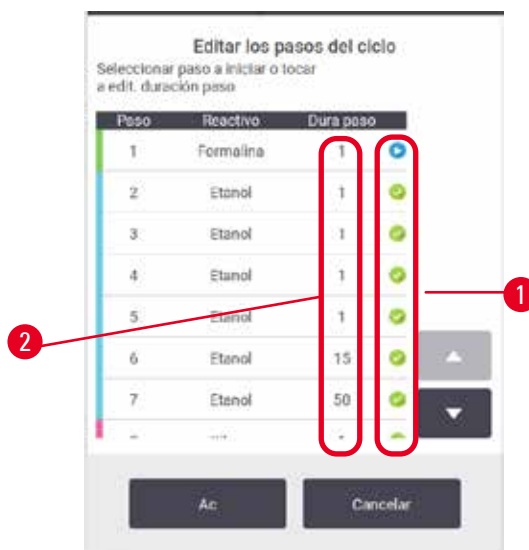 Editar los pasos del ciclo
Seleccionar paso a iniciar o tocar
a edit. duración paso
Paso Reactivo Dura paso
1 Formalina 1
2 Etanol 1
3 Etanol 1
4 Etanol 1
5 Etanol 1
6 Etanol 15
7 Etanol 50
1
2
Ac Cancelar